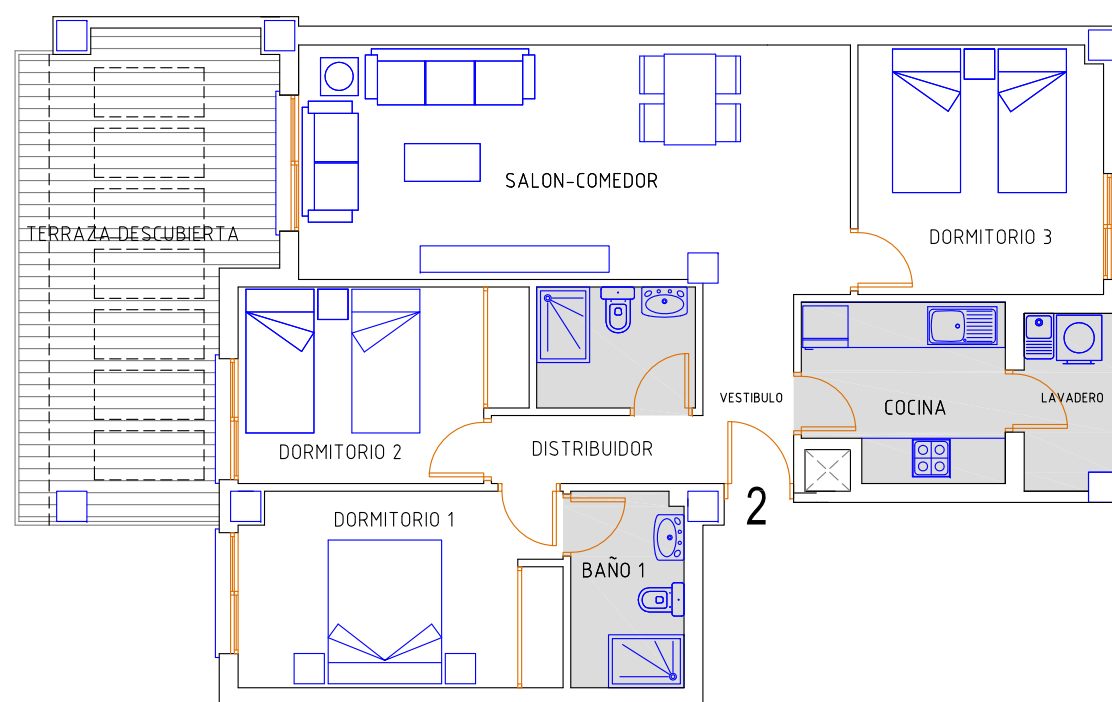 SALON-COMEDOR
TERRAZA DESCUBIERTA
DORMITORIO 3
VESTIBULO
COCINA
LAVADERO
DORMITORIO 2
DISTRIBUIDOR
2
DORMITORIO 1
BAÑO 1